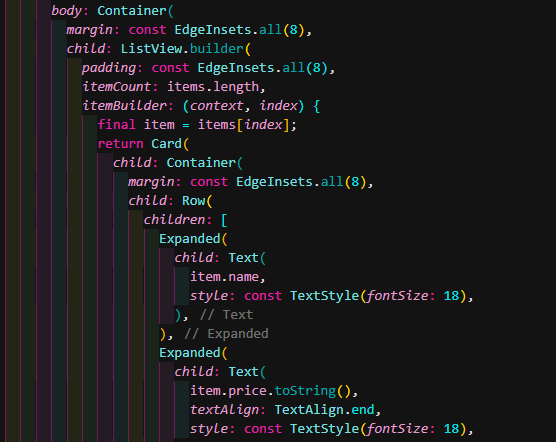 body: Container(
margin: const EdgeInsets.all(8),
child: ListView.builder(
padding: const EdgeInsets.all(8),
itemCount: items.length,
itemBuilder: (context, index) {
final item = items[index];
return Card(
child: Container(
margin: const EdgeInsets.all(8),
child: Row(
children: [
Expanded(
child: Text(
item.name,
style: const TextStyle(fontSize: 18),
), // Text
), // Expanded
Expanded(
child: Text(
item.price.toString(),
textAlign: TextAlign.end,
style: const TextStyle(fontSize: 18),